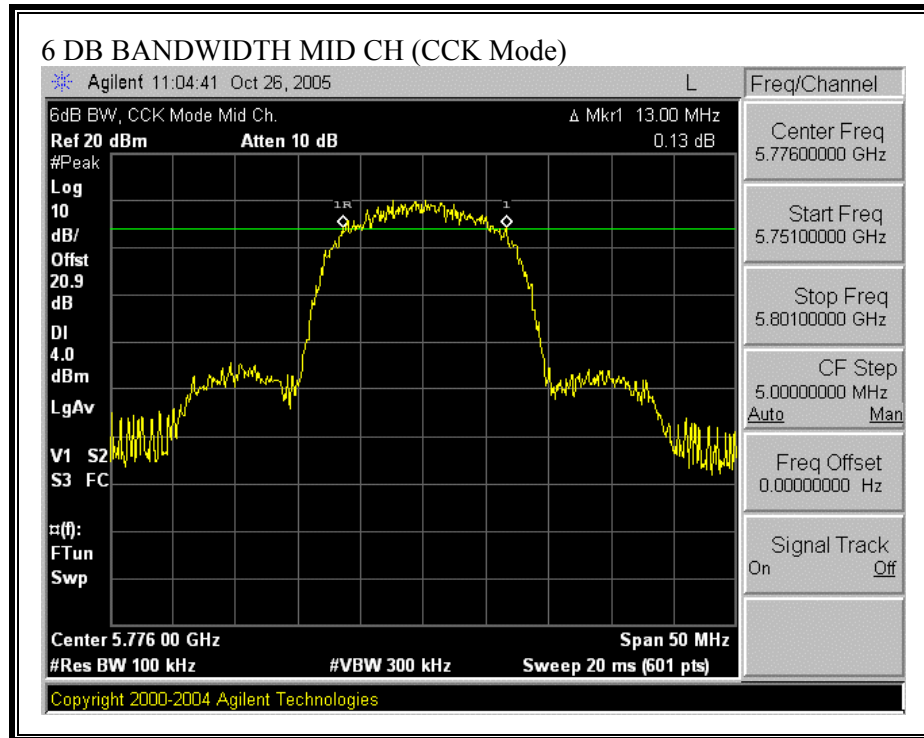 6 DB BANDWIDTH MID CH (CCK Mode)
Agilent 11:04:41 Oct 26, 2005 L
6dB BW, CCK Mode Mid Ch. Δ Mkr1 13.00 MHz
Ref 20 dBm Atten 10 dB 0.13 dB
#Peak
Log
10
dB/
Offst
20.9
dB
DI
4.0
dBm
LgAv
V1 S2
S3 FC
¤(f):
FTun
Swp
1R
1
Center 5.776 00 GHz Span 50 MHz
#Res BW 100 kHz #VBW 300 kHz Sweep 20 ms (601 pts)
Copyright 2000-2004 Agilent Technologies
Freq/Channel
Center Freq
5.77600000 GHz
Start Freq
5.75100000 GHz
Stop Freq
5.80100000 GHz
CF Step
5.00000000 MHz
Auto Man
Freq Offset
0.00000000 Hz
Signal Track
On Off